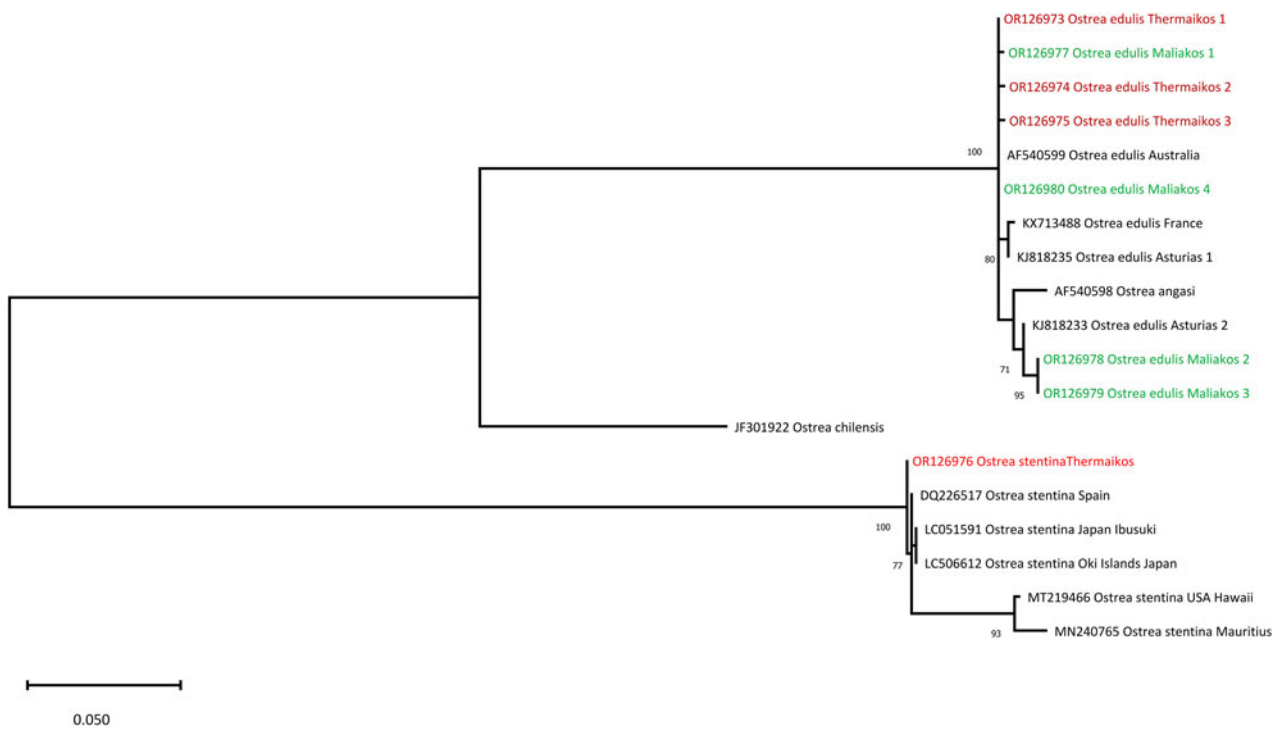 OR126973 Ostrea edulis Thermaikos 1
OR126977 Ostrea edulis Maliakos 1
OR126974 Ostrea edulis Thermaikos 2
OR126975 Ostrea edulis Thermaikos 3
100
AF540599 Ostrea edulis Australia
OR126980 Ostrea edulis Maliakos 4
KX713488 Ostrea edulis France
80
KJ818235 Ostrea edulis Asturias 1
AF540598 Ostrea angasi
KJ818233 Ostrea edulis Asturias 2
OR126978 Ostrea edulis Maliakos 2
71
95
OR126979 Ostrea edulis Maliakos 3
JF301922 Ostrea chilensis
OR126976 Ostrea stentinaThermaikos
DQ226517 Ostrea stentina Spain
100
LC051591 Ostrea stentina Japan Ibusuki
77
LC506612 Ostrea stentina Oki Islands Japan
MT219466 Ostrea stentina USA Hawaii
93
MN240765 Ostrea stentina Mauritius
0.050